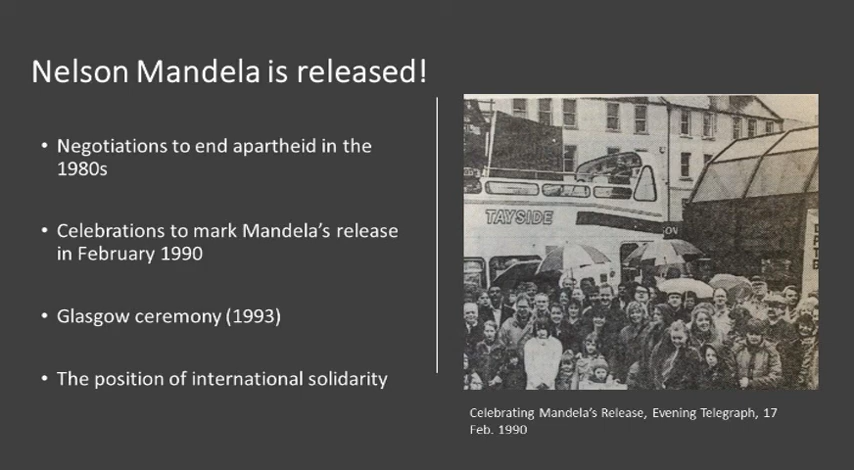 Nelson Mandela is released!
• Negotiations to end apartheid in the
1980s
• Celebrations to mark Mandela's release
in February 1990
• Glasgow ceremony (1993)
• The position of international solidarity
TAYSIDE
Celebrating Mandela's Release, Evening Telegraph, 17
Feb. 1990